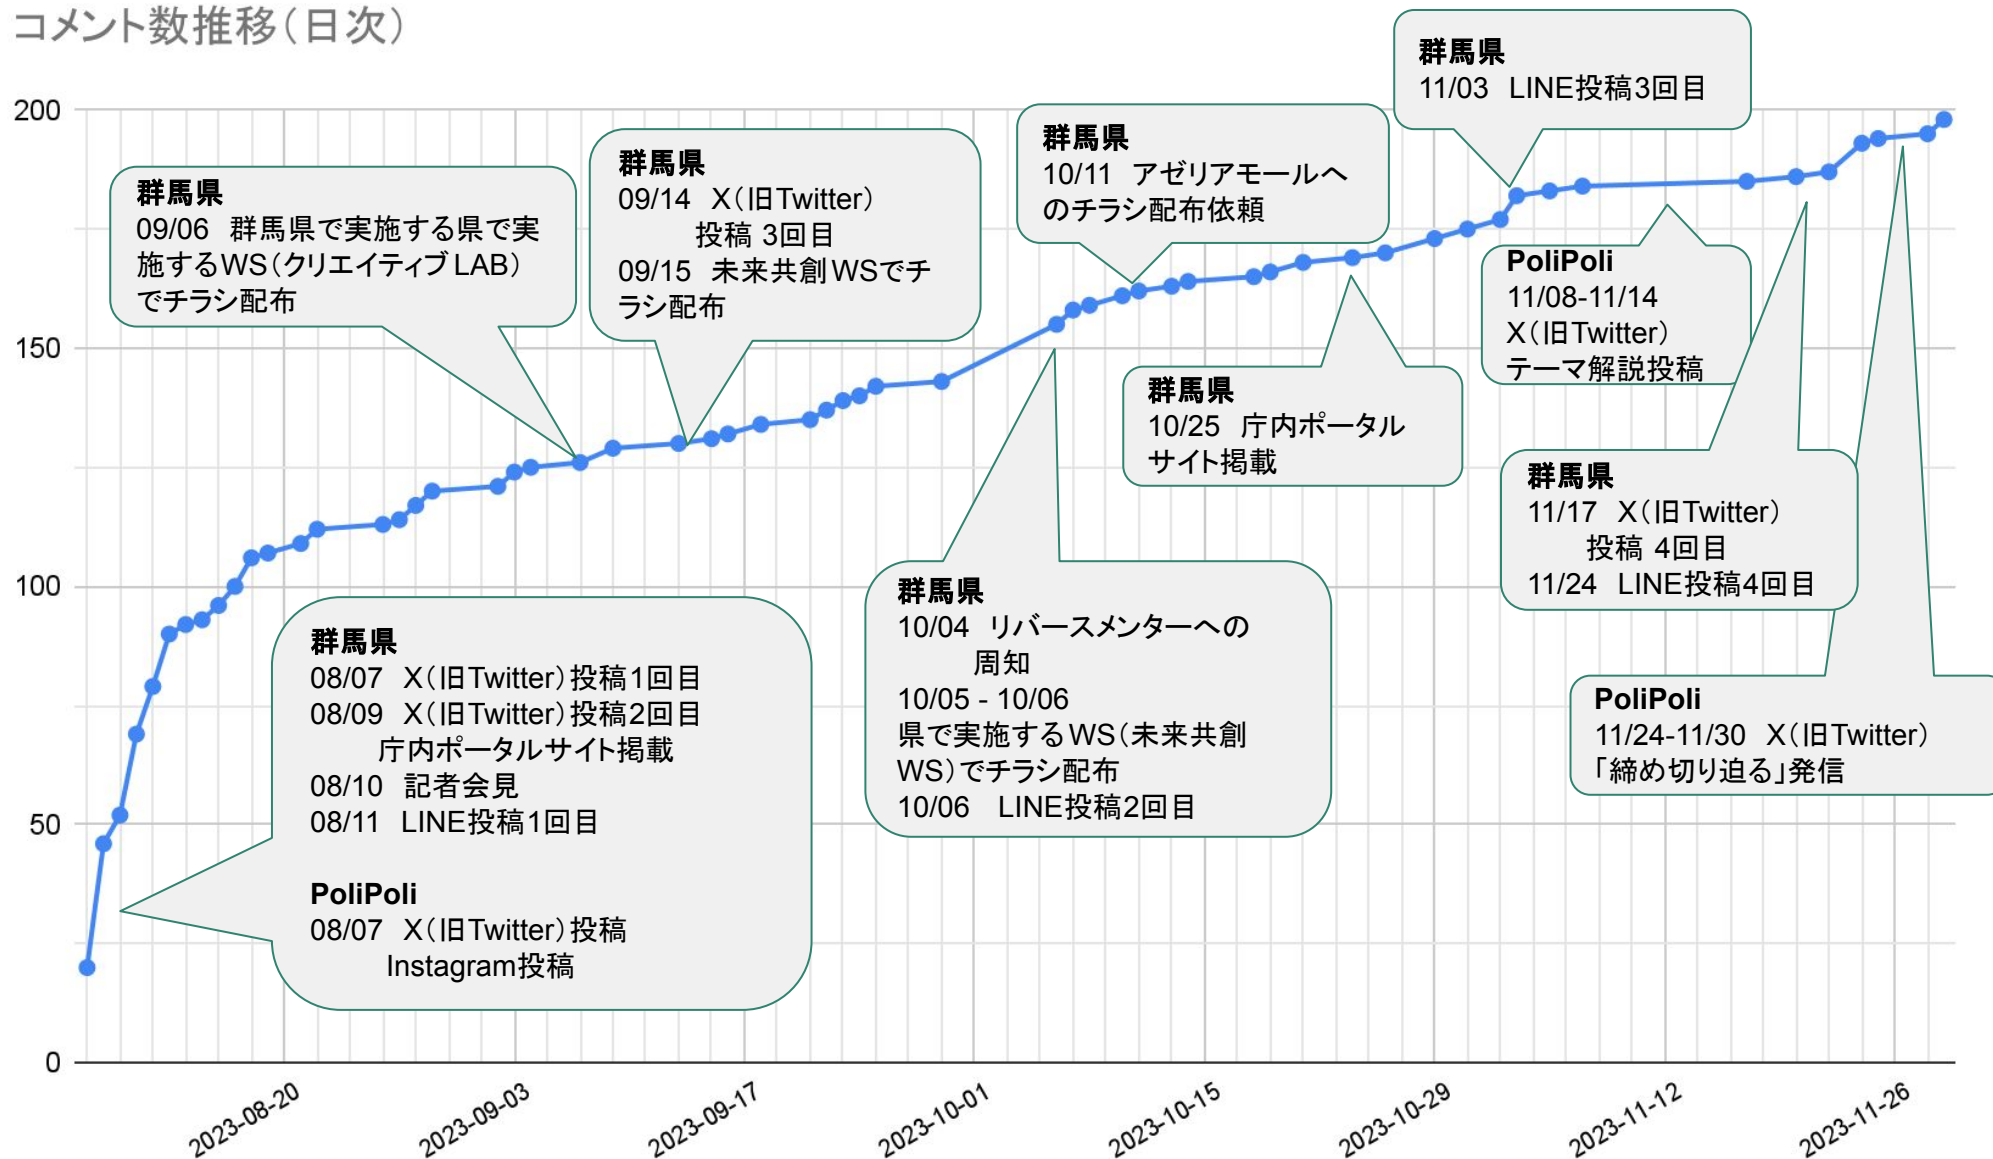 コメント数推移（日次）
群馬県
11/03 LINE投稿3回目
群馬県
10/11 アゼリアモールへ
のチラシ配布依頼
群馬県
09/14 X（旧Twitter）
投稿 3回目
09/15 未来共創WSでチ
ラシ配布
群馬県
09/06 群馬県で実施する県で実
施するWS（クリエイティブLAB）
でチラシ配布
PoliPoli
11/08-11/14
X（旧Twitter）
テーマ解説投稿
群馬県
10/25 庁内ポータル
サイト掲載
群馬県
11/17 X（旧Twitter）
投稿 4回目
11/24 LINE投稿4回目
群馬県
08/07 X（旧Twitter）投稿1回目
08/09 X（旧Twitter）投稿2回目
庁内ポータルサイト掲載
08/10 記者会見
08/11 LINE投稿1回目
PoliPoli
08/07 X（旧Twitter）投稿
Instagram投稿
群馬県
10/04 リバースメンターへの
周知
10/05 - 10/06
県で実施するWS（未来共創
WS）でチラシ配布
10/06 LINE投稿2回目
PoliPoli
11/24-11/30 X（旧Twitter）
「締め切り迫る」発信
200
150
100
50
0
2023-08-20
2023-09-03
2023-09-17
2023-10-01
2023-10-15
2023-10-29
2023-11-12
2023-11-26